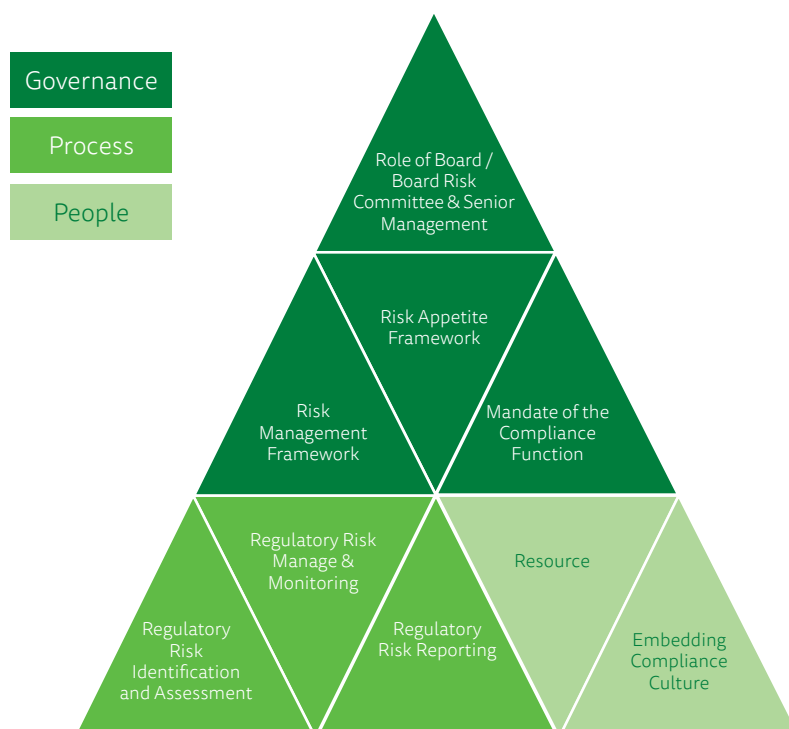 Governance
Process
People
Role of Board /
Board Risk
Committee & Senior
Management
Risk Appetite
Framework
Risk
Management
Framework
Mandate of the
Compliance
Function
Regulatory Risk
Manage &
Monitoring
Resource
Regulatory
Risk
Identification
and Assessment
Regulatory
Risk Reporting
Embedding
Compliance
Culture